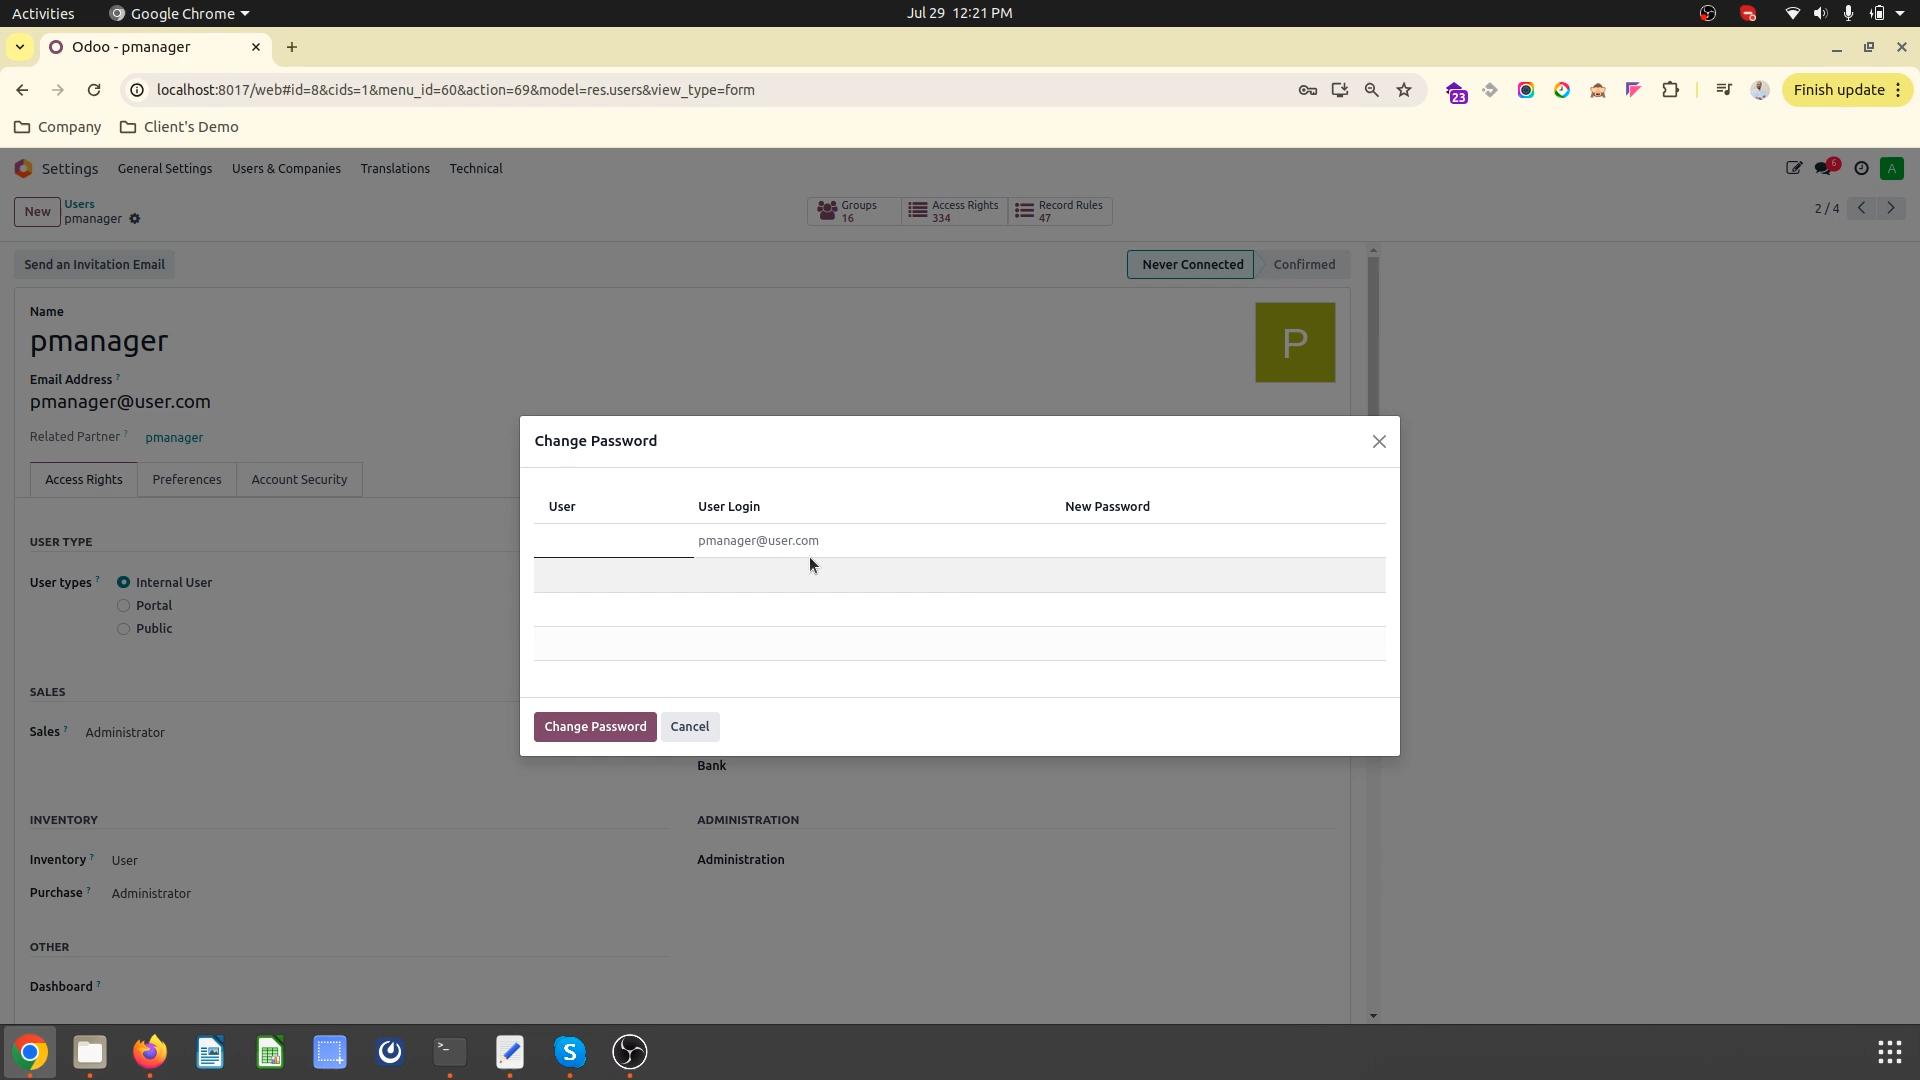 Activities
Google Chrome
Jul 29 12:21 PM
Odoo - pmanager
localhost:8017/web#id=8&cids=1&menu_id=60&action=69&model=res.users&view_type=form
23
Finish update
Company
Client's Demo
Settings
General Settings
Users & Companies
Translations
Technical
6
A
New
Users
pmanager
Groups
16
Access Rights
334
Record Rules
47
2 / 4
Send an Invitation Email
Never Connected
Confirmed
Name
pmanager
P
Email Address ?
pmanager@user.com
Related Partner ?
pmanager
Access Rights
Preferences
Account Security
Change Password
User
User Login
New Password
pmanager@user.com
Change Password
Cancel
USER TYPE
User types ?
Internal User
Portal
Public
SALES
Sales ?
Administrator
Bank
INVENTORY
ADMINISTRATION
Inventory ?
User
Administration
Purchase ?
Administrator
OTHER
Dashboard ?